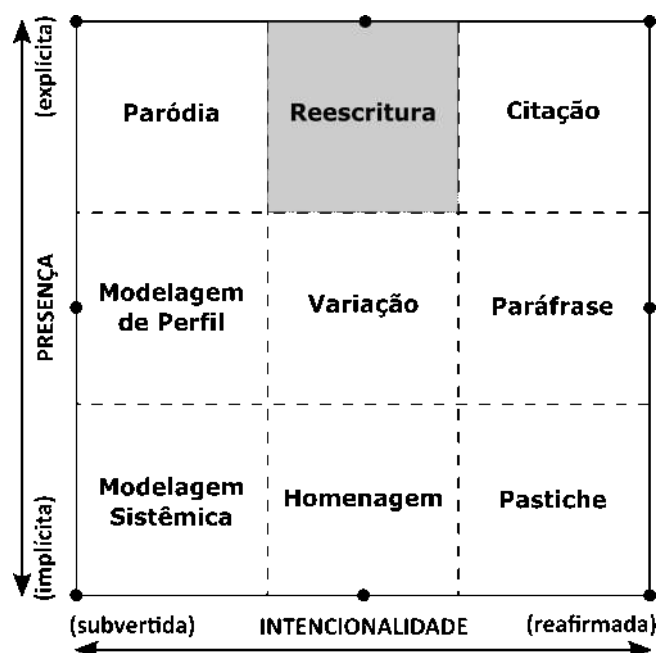 (explícita)
PRESENÇA
(implícita)
Paródia
Reescritura
Citação
Modelagem
de Perfil
Variação
Paráfrase
Modelagem
Sistêmica
Homenagem
Pastiche
(subvertida)
INTENCIONALIDADE
(reafirmada)